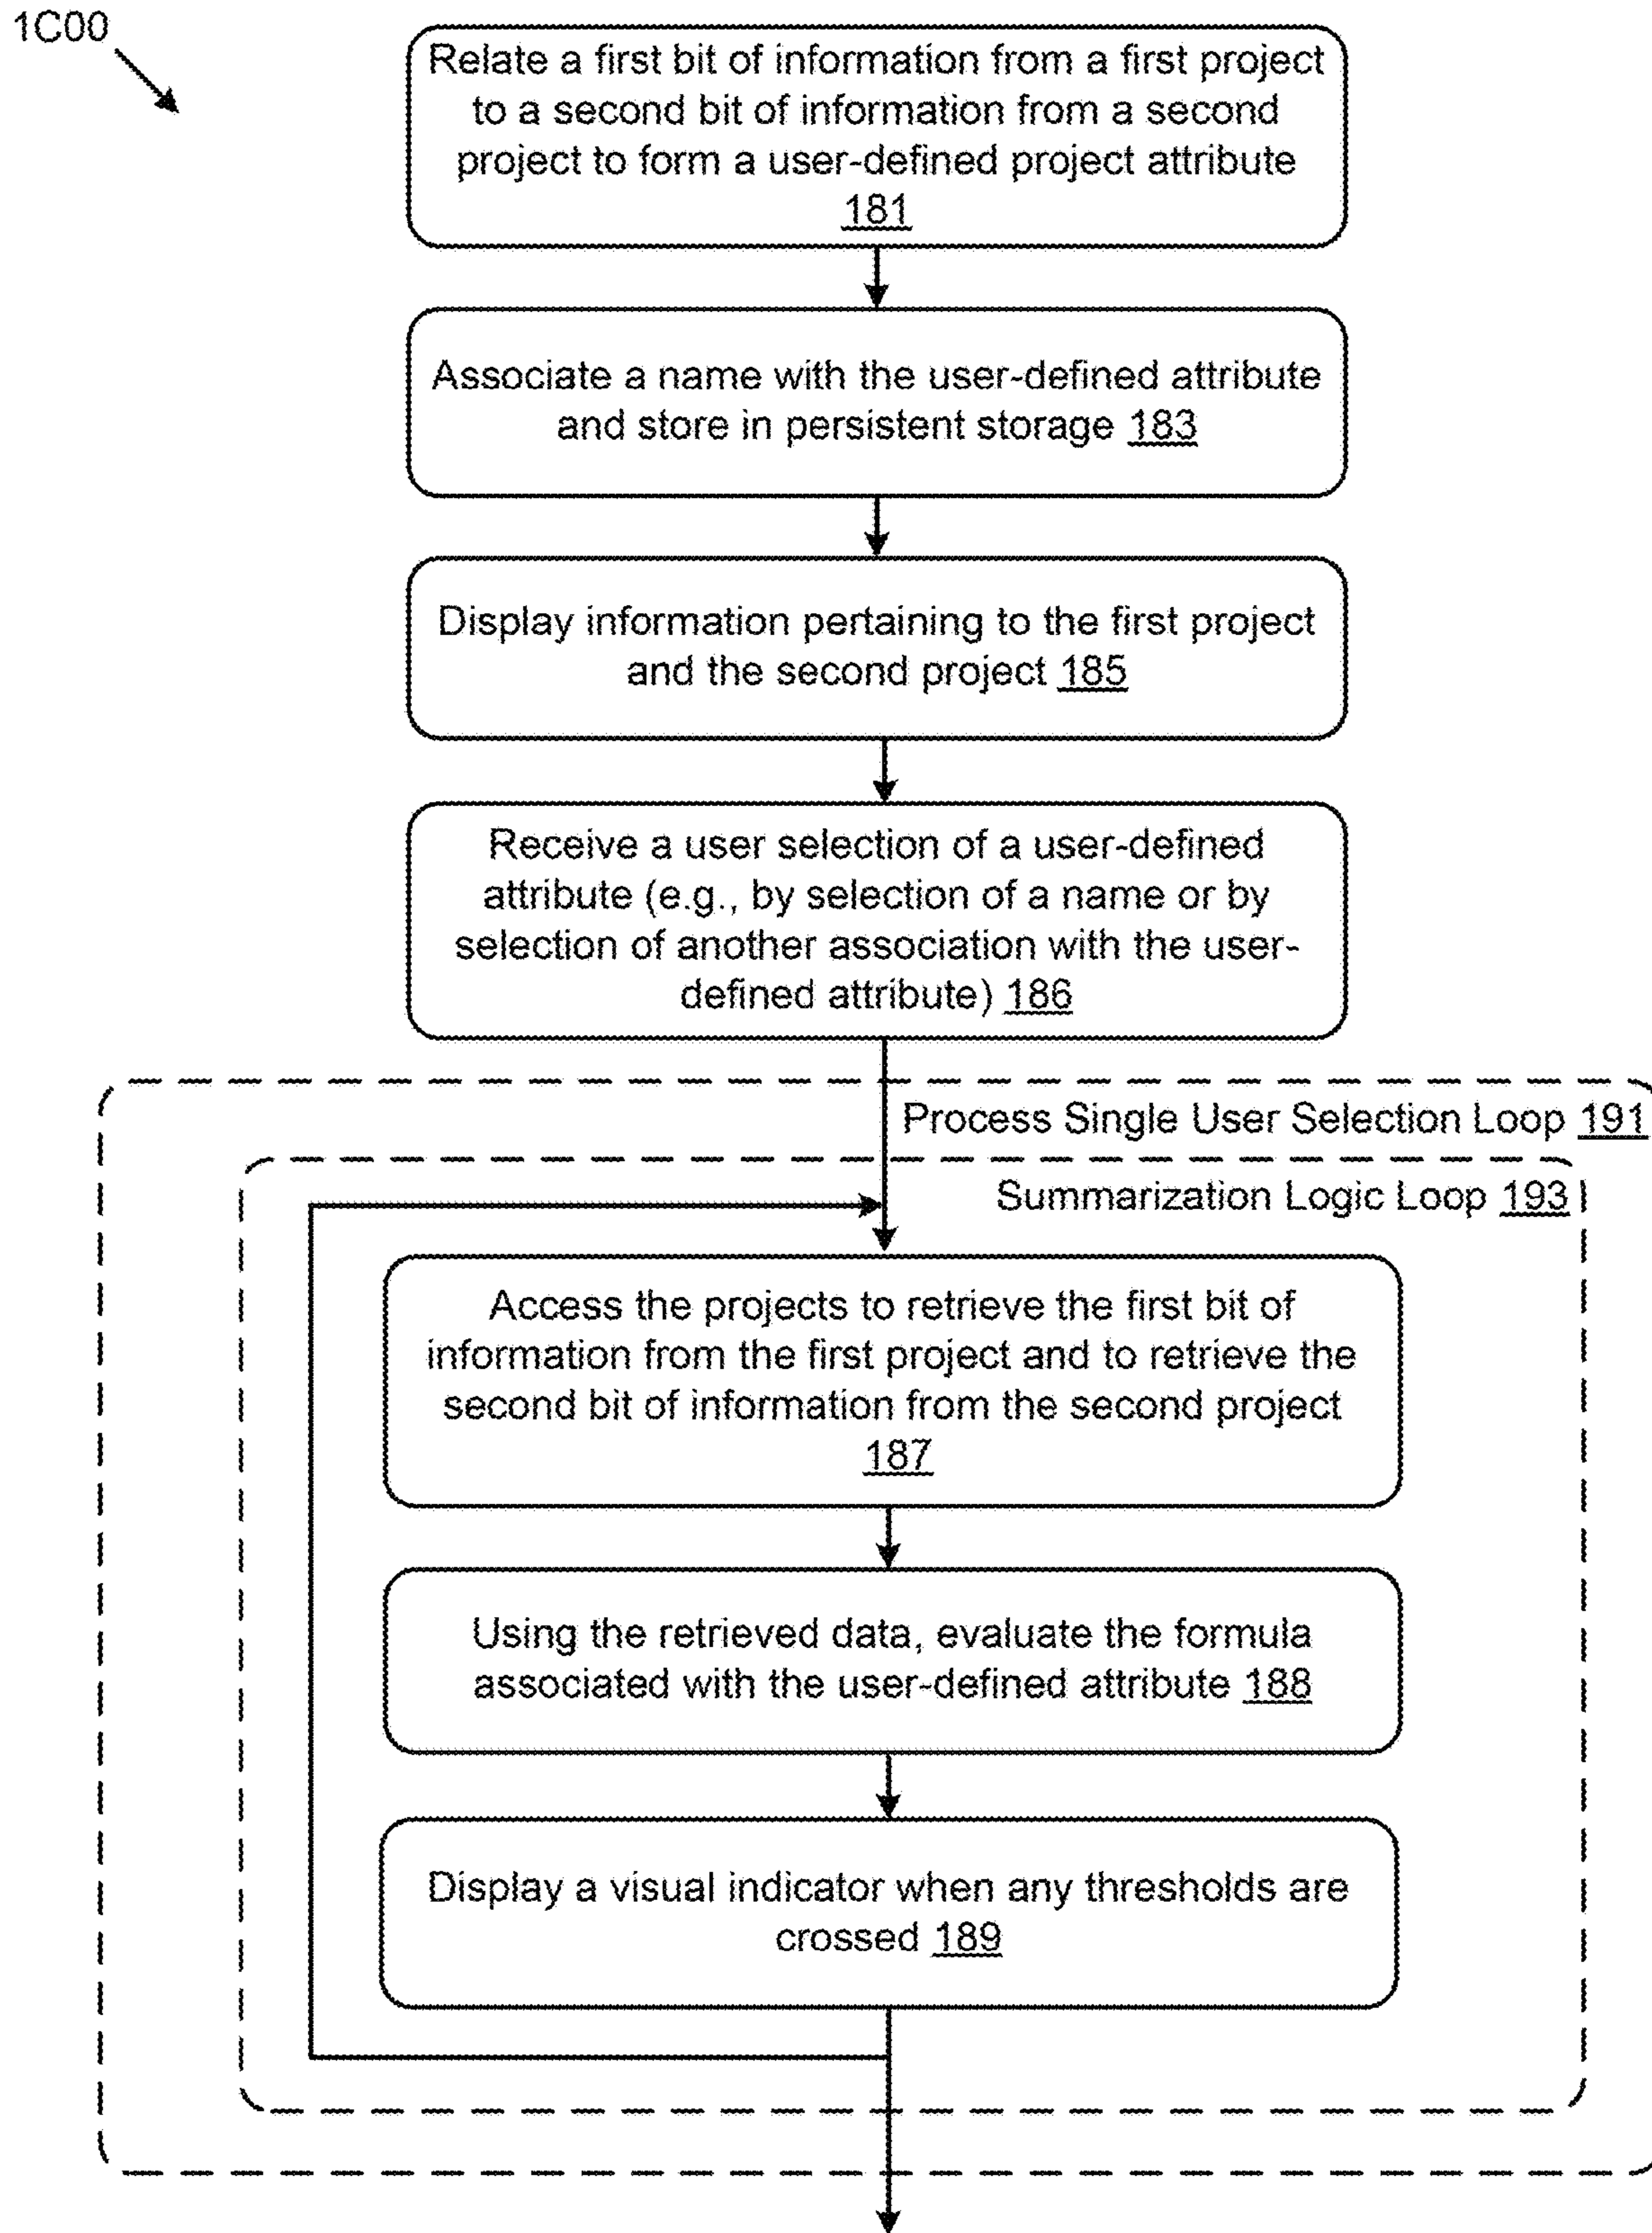 1C00
Relate a first bit of information from a first project
to a second bit of information from a second
project to form a user-defined project attribute
181
Associate a name with the user-defined attribute
and store in persistent storage 183
Display information pertaining to the first project
and the second project 185
Receive a user selection of a user-defined
attribute (e.g., by selection of a name or by
selection of another association with the user-
defined attribute) 186
Process Single User Selection Loop 191
Summarization Logic Loop 193
Access the projects to retrieve the first bit of
information from the first project and to retrieve the
second bit of information from the second project
187
Using the retrieved data, evaluate the formula
associated with the user-defined attribute 188
Display a visual indicator when any thresholds are
crossed 189